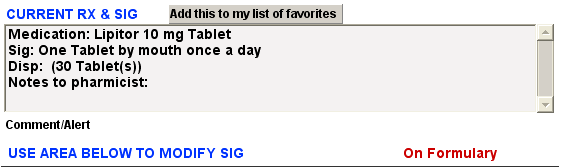 CURRENT RX & SIG Add this to my list of favorites
Medication: Lipitor 10 mg Tablet
Sig: One Tablet by mouth once a day
Disp:  (30 Tablet(s))
Notes to pharmicist:
Comment/Alert
USE AREA BELOW TO MODIFY SIG On Formulary